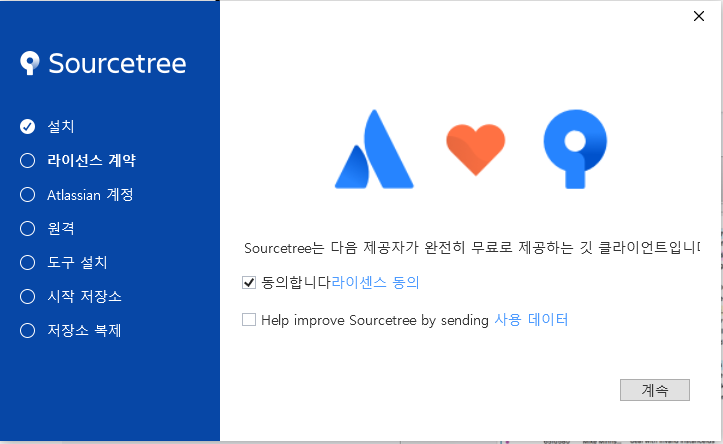 Sourcetree
설치
라이선스 계약
Atlassian 계정
원격
도구 설치
시작 저장소
저장소 복제
Sourcetree는 다음 제공자가 완전히 무료로 제공하는 깃 클라이언트입니
동의합니다라이센스 동의
Help improve Sourcetree by sending 사용 데이터
계속